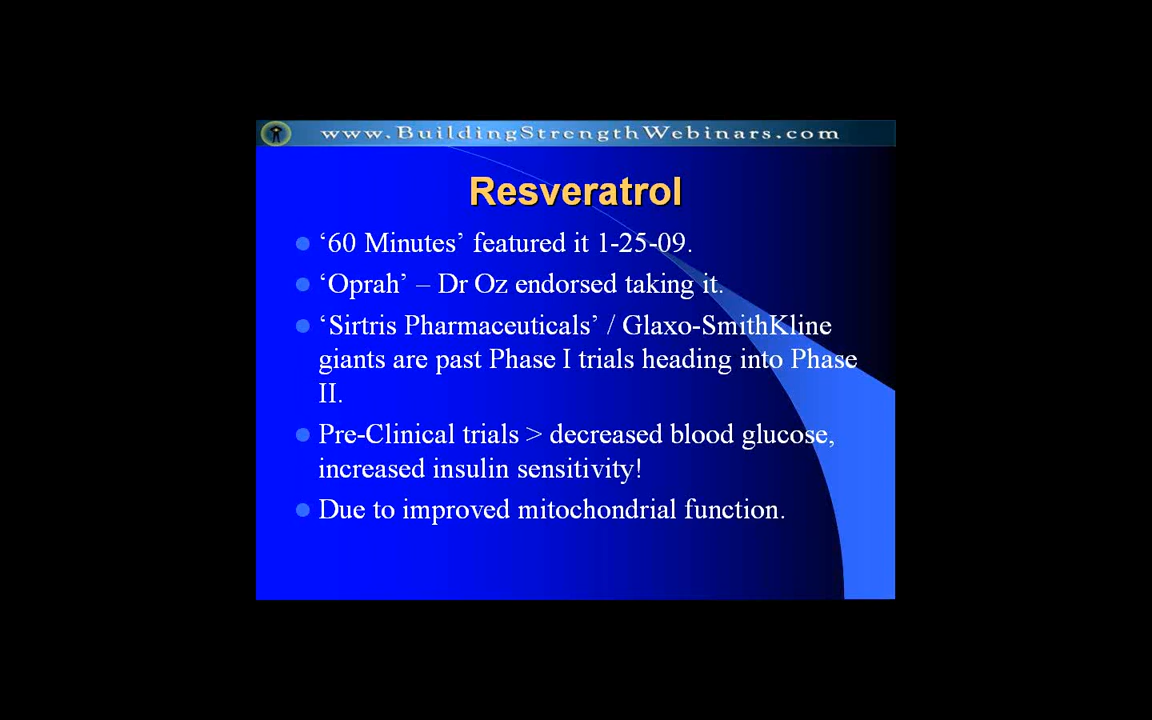 www.BuildingStrengthWebinars.com
Resveratrol
‘60 Minutes’ featured it 1-25-09.
‘Oprah’ – Dr Oz endorsed taking it.
‘Sirtris Pharmaceuticals’ / Glaxo-SmithKline
giants are past Phase I trials heading into Phase
II.
Pre-Clinical trials > decreased blood glucose,
increased insulin sensitivity!
Due to improved mitochondrial function.